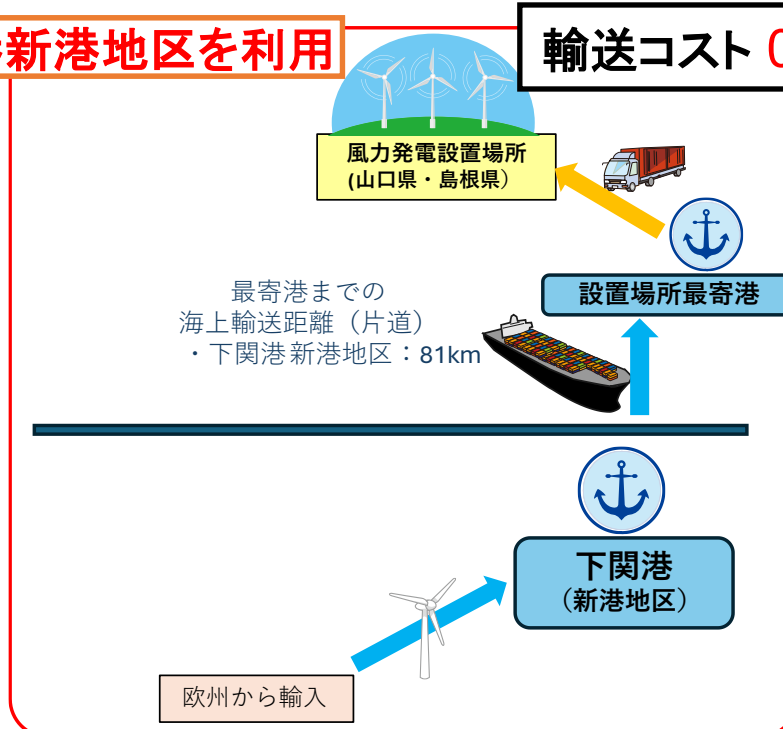 新港地区を利用
輸送コスト
風力発電設置場所
(山口県・島根県）
設置場所最寄港
最寄港までの
海上輸送距離（片道）
・下関港新港地区：81km
下関港
（新港地区）
欧州から輸入